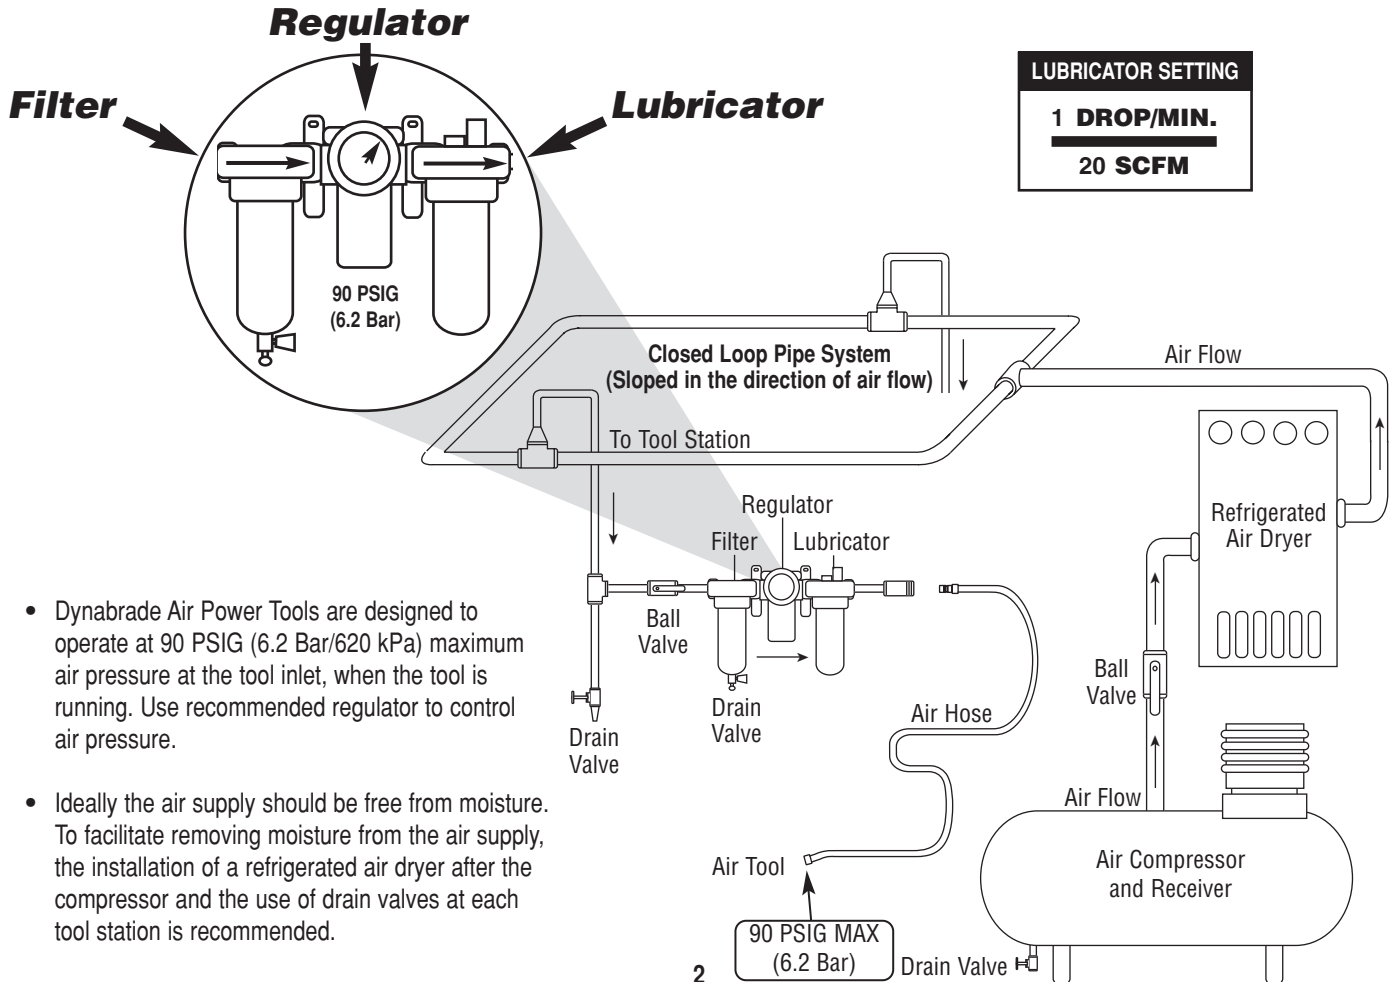 Regulator
Filter
Lubricator
LUBRICATOR SETTING
1 DROP/MIN.
20 SCFM
90 PSIG
(6.2 Bar)
Closed Loop Pipe System
(Sloped in the direction of air flow)
Air Flow
To Tool Station
Refrigerated
Air Dryer
Regulator
Filter
Lubricator
Ball
Valve
Drain
Valve
Drain
Valve
Air Hose
Ball
Valve
Air Flow
Air Compressor
and Receiver
Air Tool
90 PSIG MAX
(6.2 Bar)
Drain Valve
• Dynabrade Air Power Tools are designed to
operate at 90 PSIG (6.2 Bar/620 kPa) maximum
air pressure at the tool inlet, when the tool is
running. Use recommended regulator to control
air pressure.
• Ideally the air supply should be free from moisture.
To facilitate removing moisture from the air supply,
the installation of a refrigerated air dryer after the
compressor and the use of drain valves at each
tool station is recommended.
2